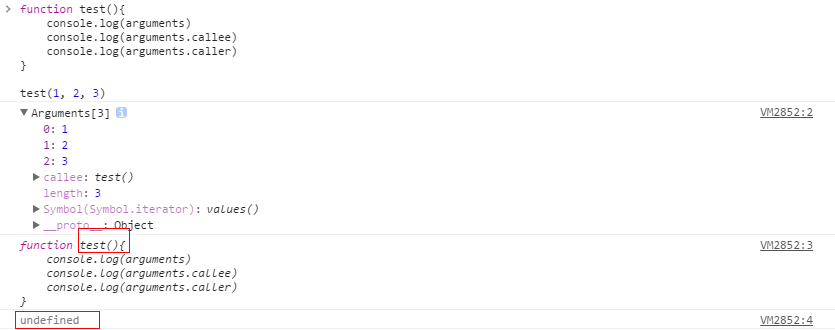 > function test(){
    console.log(arguments)
    console.log(arguments.callee)
    console.log(arguments.caller)
}
test(1, 2, 3)
▼Arguments[3] i VM2852:2
0: 1
1: 2
2: 3
▶callee: test()
length: 3
▶Symbol(Symbol.iterator): values()
▶__proto__: Object
function test(){ VM2852:3
    console.log(arguments)
    console.log(arguments.callee)
    console.log(arguments.caller)
}
undefined VM2852:4